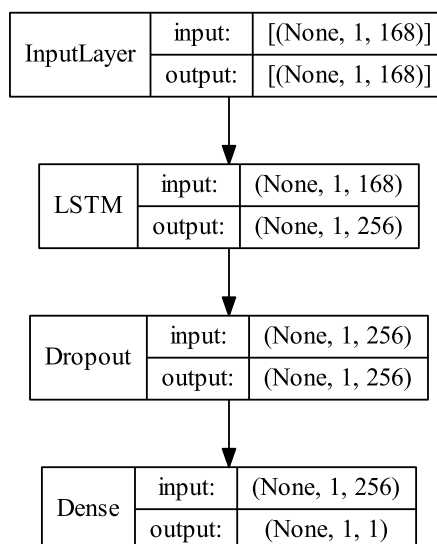 InputLayer
input: [(None, 1, 168)]
output: [(None, 1, 168)]
LSTM
input: (None, 1, 168)
output: (None, 1, 256)
Dropout
input: (None, 1, 256)
output: (None, 1, 256)
Dense
input: (None, 1, 256)
output: (None, 1, 1)